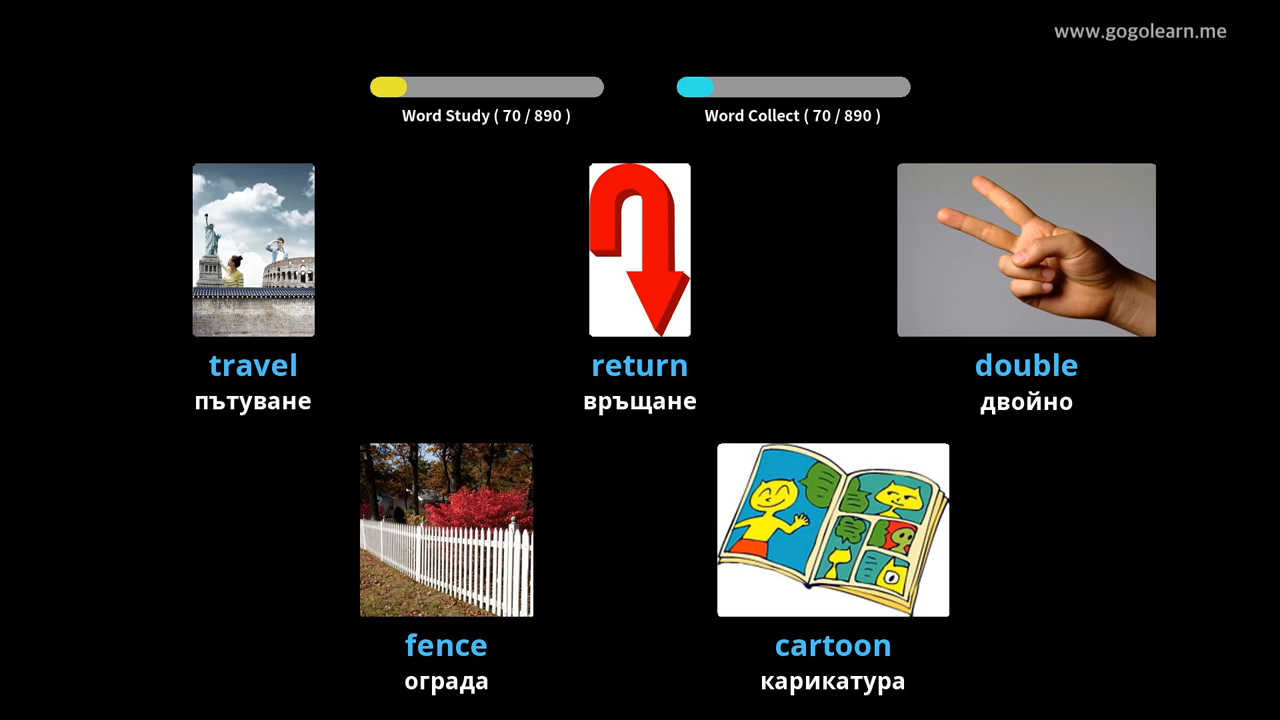 www.gogolearn.me
Word Study ( 70 / 890 )
Word Collect ( 70 / 890 )
travel
пътуване
return
връщане
double
двойно
fence
ограда
cartoon
карикатура